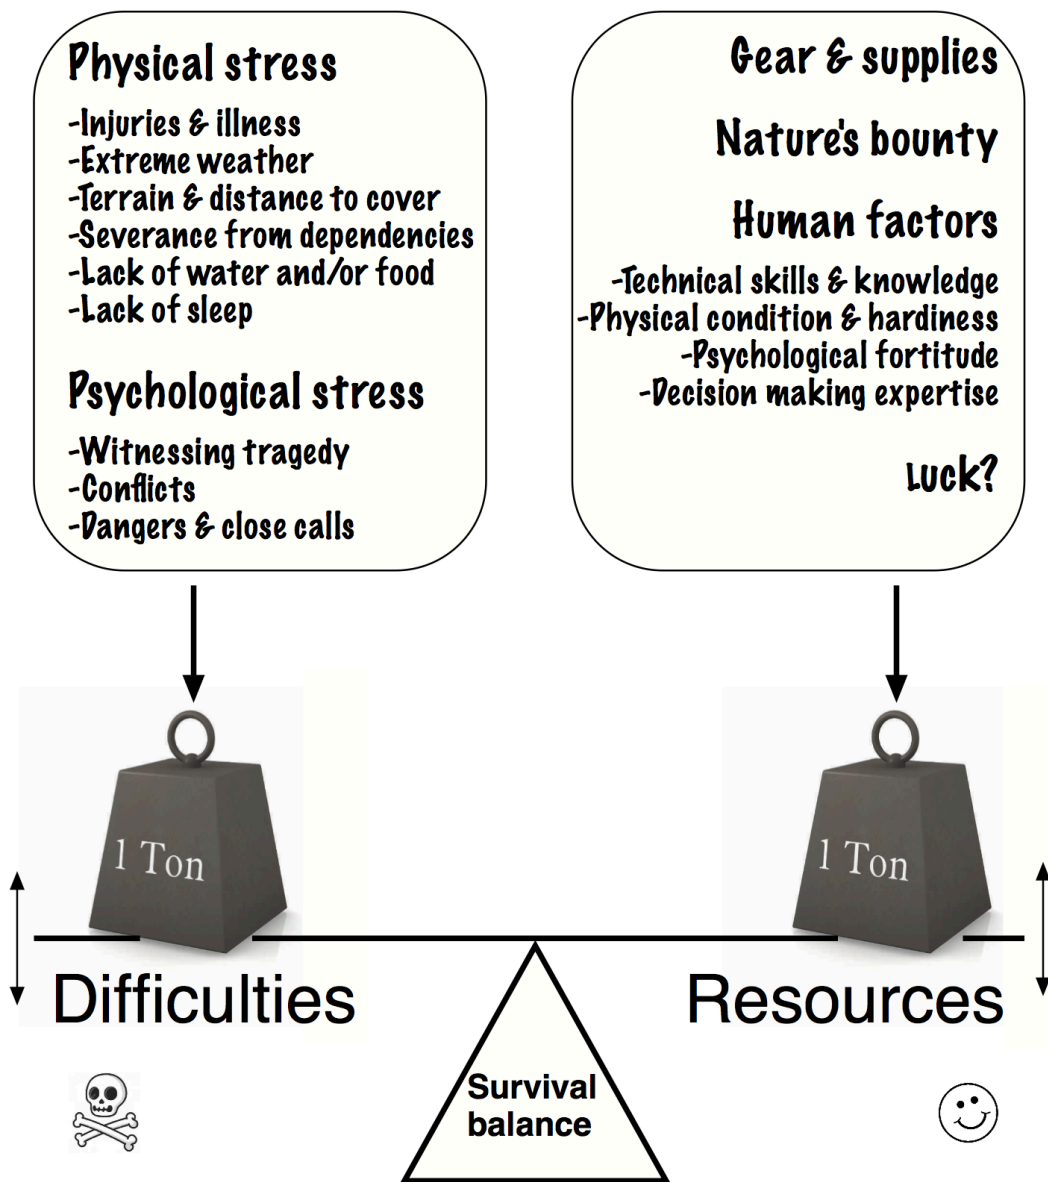 Physical stress
-Injuries & illness
-Extreme weather
-Terrain & distance to cover
-Severance from dependencies
-Lack of water and/or food
-Lack of sleep
Psychological stress
-Witnessing tragedy
-Conflicts
-Dangers & close calls
Gear & supplies
Nature's bounty
Human factors
-Technical skills & knowledge
-Physical condition & hardiness
-Psychological fortitude
-Decision making expertise
Luck?
1 Ton
1 Ton
Difficulties
Resources
Survival
balance